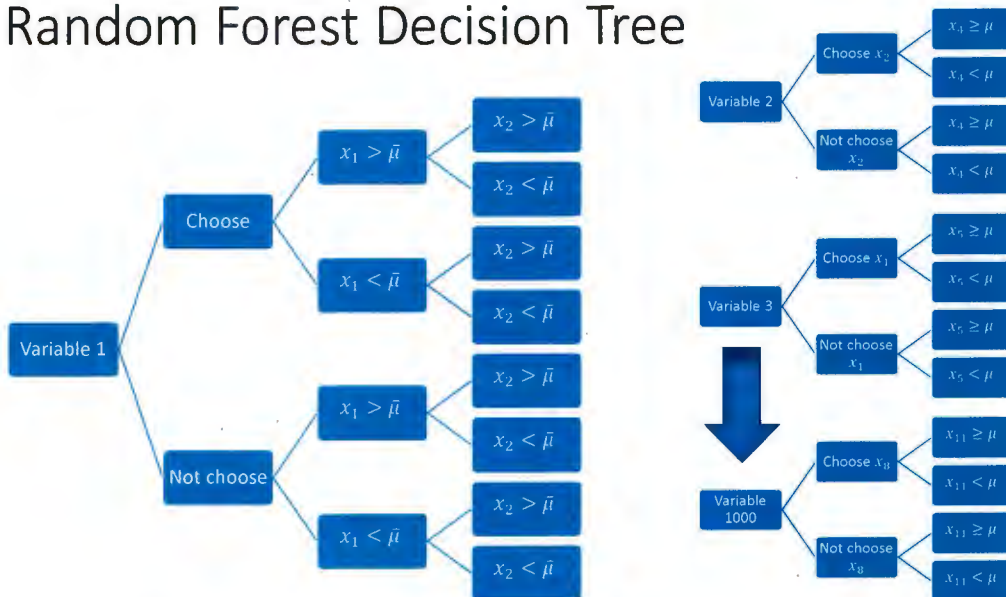 Random Forest Decision Tree
Variable 1
Choose
Not choose
x₁ > μ̄
x₁ < μ̄
x₁ > μ̄
x₁ < μ̄
x₂ > μ̄
x₂ < μ̄
x₂ > μ̄
x₂ < μ̄
x₂ > μ̄
x₂ < μ̄
x₂ > μ̄
x₂ < μ̄
Variable 2
Choose x₂
Not choose
x₂
x₄ ≥ μ
x₄ < μ
x₄ ≥ μ
x₄ < μ
Variable 3
Choose x₁
Not choose
x₁
x₅ ≥ μ
x₅ < μ
x₅ ≥ μ
x₅ < μ
Variable
1000
Choose x₈
Not choose
x₈
x₁₁ ≥ μ
x₁₁ < μ
x₁₁ ≥ μ
x₁₁ < μ